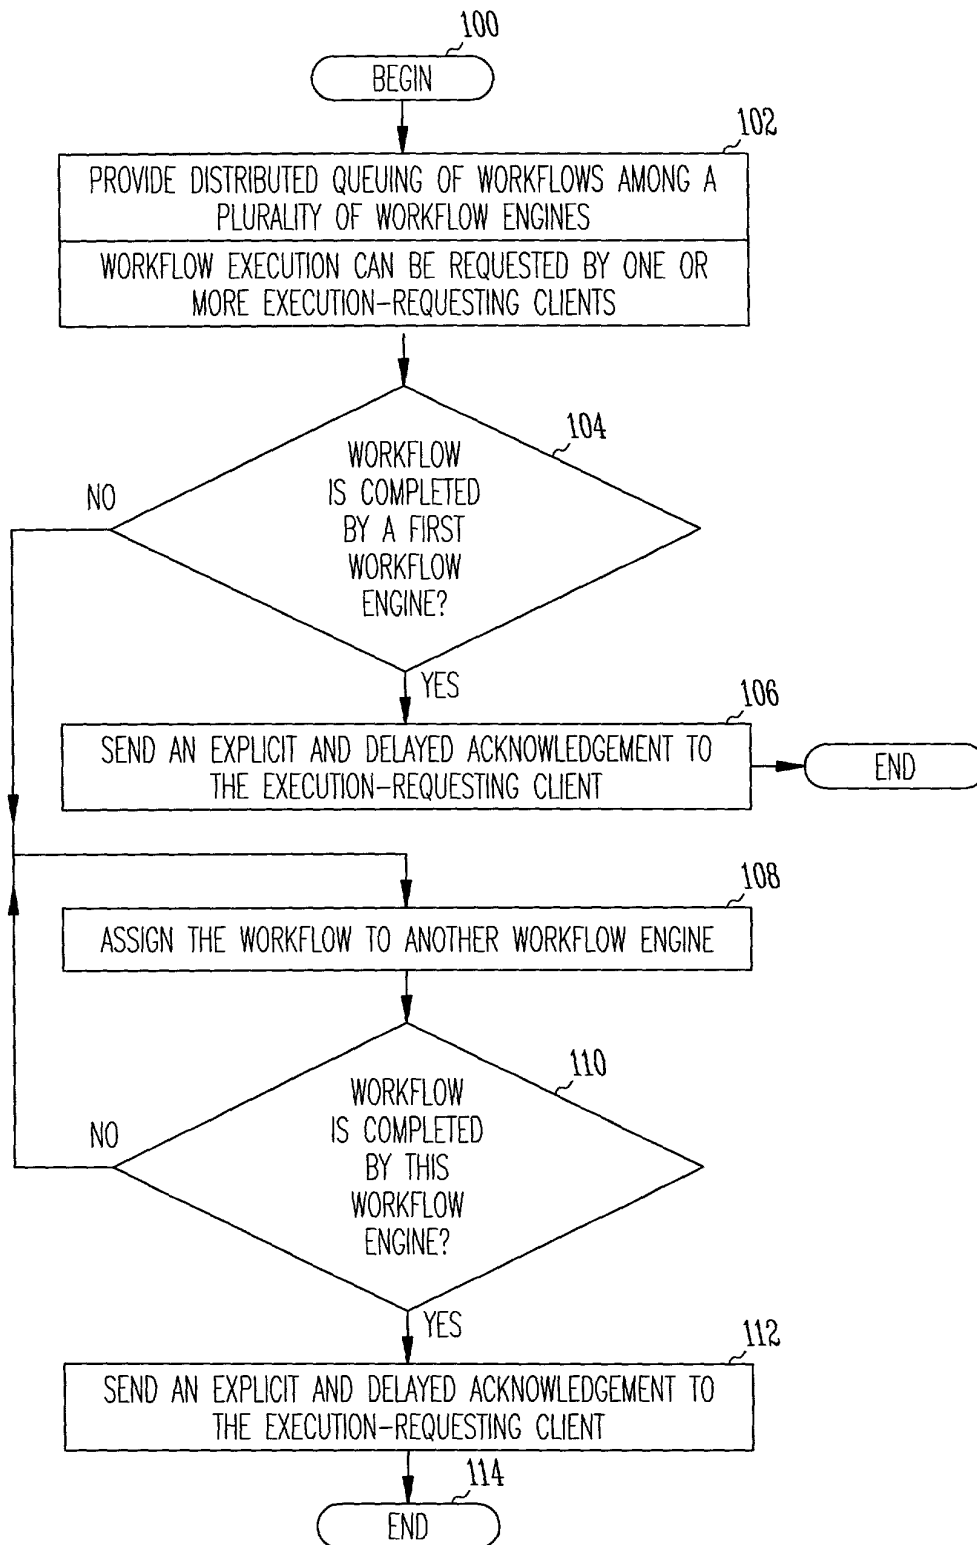 100
BEGIN
102
PROVIDE DISTRIBUTED QUEUING OF WORKFLOWS AMONG A
PLURALITY OF WORKFLOW ENGINES
WORKFLOW EXECUTION CAN BE REQUESTED BY ONE OR
MORE EXECUTION-REQUESTING CLIENTS
104
WORKFLOW
IS COMPLETED
BY A FIRST
WORKFLOW
ENGINE?
NO
YES
106
SEND AN EXPLICIT AND DELAYED ACKNOWLEDGEMENT TO
THE EXECUTION-REQUESTING CLIENT
END
108
ASSIGN THE WORKFLOW TO ANOTHER WORKFLOW ENGINE
110
WORKFLOW
IS COMPLETED
BY THIS
WORKFLOW
ENGINE?
NO
YES
112
SEND AN EXPLICIT AND DELAYED ACKNOWLEDGEMENT TO
THE EXECUTION-REQUESTING CLIENT
114
END